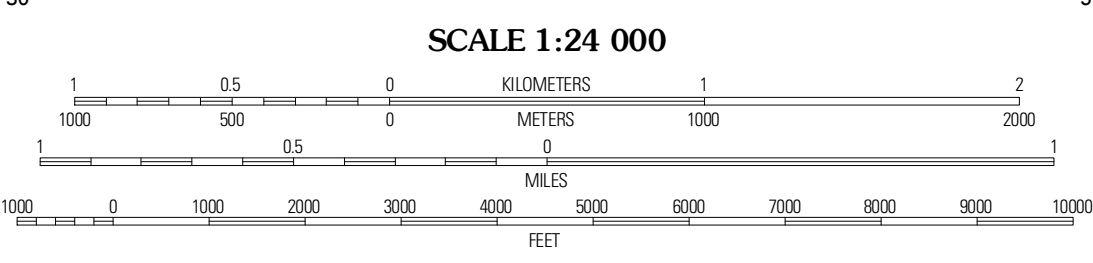 SCALE 1:24 000
1 0.5 0 KILOMETERS 1 2
1000 500 0 METERS 1000 2000
1 0.5 0 1
MILES
1000 0 1000 2000 3000 4000 5000 6000 7000 8000 9000 10000
FEET